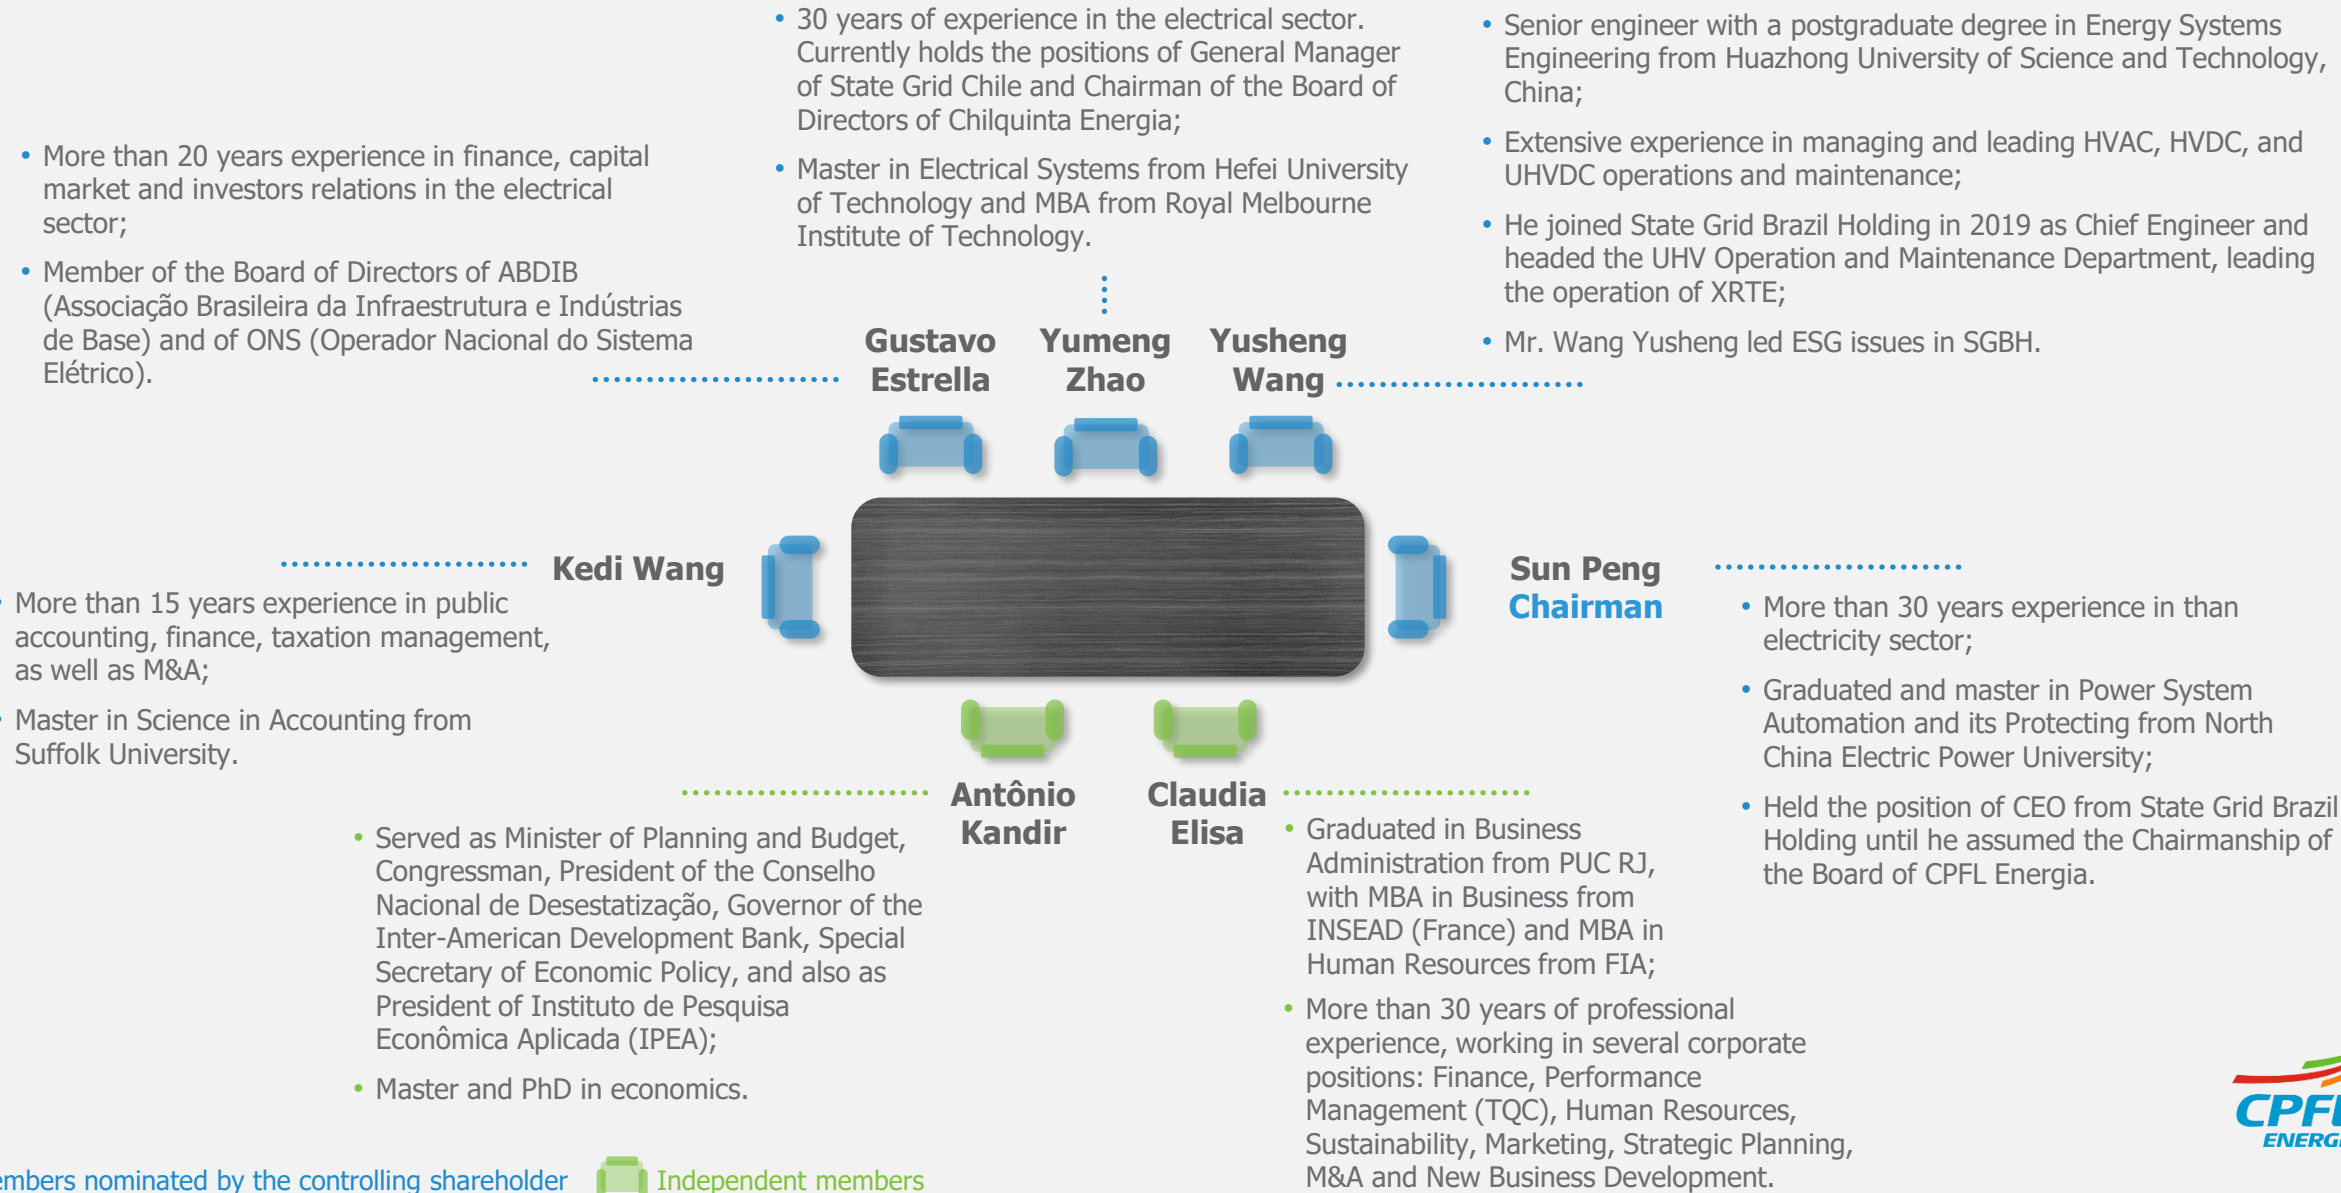 • 30 years of experience in the electrical sector.
Currently holds the positions of General Manager
of State Grid Chile and Chairman of the Board of
Directors of Chilquinta Energia;
• Master in Electrical Systems from Hefei University
of Technology and MBA from Royal Melbourne
Institute of Technology.
• Senior engineer with a postgraduate degree in Energy Systems
Engineering from Huazhong University of Science and Technology,
China;
• Extensive experience in managing and leading HVAC, HVDC, and
UHVDC operations and maintenance;
• He joined State Grid Brazil Holding in 2019 as Chief Engineer and
headed the UHV Operation and Maintenance Department, leading
the operation of XRTE;
• Mr. Wang Yusheng led ESG issues in SGBH.
• More than 20 years experience in finance, capital
market and investors relations in the electrical
sector;
• Member of the Board of Directors of ABDIB
(Associação Brasileira da Infraestrutura e Indústrias
de Base) and of ONS (Operador Nacional do Sistema
Elétrico).
Gustavo
Estrella
Yumeng
Zhao
Yusheng
Wang
Kedi Wang
• More than 15 years experience in public
accounting, finance, taxation management,
as well as M&A;
• Master in Science in Accounting from
Suffolk University.
Sun Peng
Chairman
• More than 30 years experience in than
electricity sector;
• Graduated and master in Power System
Automation and its Protecting from North
China Electric Power University;
• Held the position of CEO from State Grid Brazil
Holding until he assumed the Chairmanship of
the Board of CPFL Energia.
Antônio
Kandir
• Served as Minister of Planning and Budget,
Congressman, President of the Conselho
Nacional de Desestatização, Governor of the
Inter-American Development Bank, Special
Secretary of Economic Policy, and also as
President of Instituto de Pesquisa
Econômica Aplicada (IPEA);
• Master and PhD in economics.
Claudia
Elisa
• Graduated in Business
Administration from PUC RJ,
with MBA in Business from
INSEAD (France) and MBA in
Human Resources from FIA;
• More than 30 years of professional
experience, working in several corporate
positions: Finance, Performance
Management (TQC), Human Resources,
Sustainability, Marketing, Strategic Planning,
M&A and New Business Development.
nominated by the controlling shareholder
Independent members